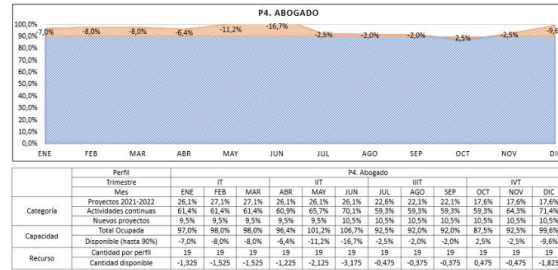 P4. ABOGADO
100,0%
90,0%
80,0%
70,0%
60,0%
50,0%
40,0%
30,0%
20,0%
10,0%
0,0%
-7,0% -8,0% -8,0% -6,4% -11,2% -16,7% -2,5% -2,0% -2,0% 2,5% -2,5% -9,6
ENE FEB MAR ABR MAY JUN JUL AGO SEP OCT NOV DIC
Perfil P4. Abogado
Trimestre IT IIT IIIT IVT
Mes ENE FEB MAR ABR MAY JUN JUL AGO SEP OCT NOV DIC
Categoría
Proyectos 2021-2022 26,1% 27,1% 27,1% 26,1% 26,1% 26,1% 22,6% 22,1% 22,1% 17,6% 17,6% 17,6%
Actividades continuas 61,4% 61,4% 61,4% 60,9% 65,7% 70,1% 59,3% 59,3% 59,3% 59,3% 64,3% 71,4%
Nuevos proyectos 9,5% 9,5% 9,5% 9,5% 9,5% 10,5% 10,5% 10,5% 10,5% 10,5% 10,5% 10,5%
Capacidad
Total Ocupada 97,0% 98,0% 98,0% 96,4% 101,2% 106,7% 92,5% 92,0% 92,0% 87,5% 92,5% 99,6%
Disponible (hasta 90%) -7,0% -8,0% -8,0% -6,4% -11,2% -16,7% -2,5% -2,0% -2,0% 2,5% -2,5% -9,6%
Recurso
Cantidad por perfil 19 19 19 19 19 19 19 19 19 19 19 19
Cantidad disponible -1,325 -1,525 -1,525 -1,225 -2,125 -3,175 -0,475 -0,375 -0,375 0,475 -0,475 -1,825